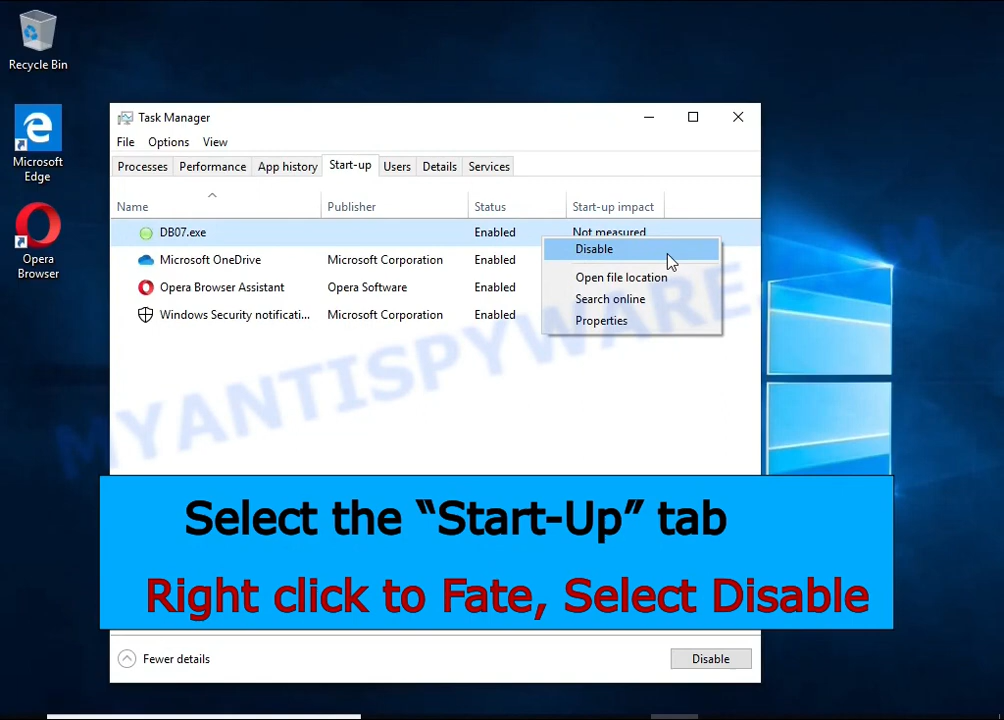 Recycle Bin
Microsoft
Edge
Opera
Browser
Task Manager
File Options View
Processes Performance App history Start-up Users Details Services
Name Publisher Status Start-up impact
DB07.exe Enabled Not measured
Microsoft OneDrive Microsoft Corporation Enabled
Opera Browser Assistant Opera Software Enabled
Windows Security notificati... Microsoft Corporation Enabled
Disable
Open file location
Search online
Properties
MYANTISPYWARE.
Select the “Start-Up” tab
Right click to Fate, Select Disable
Fewer details Disable